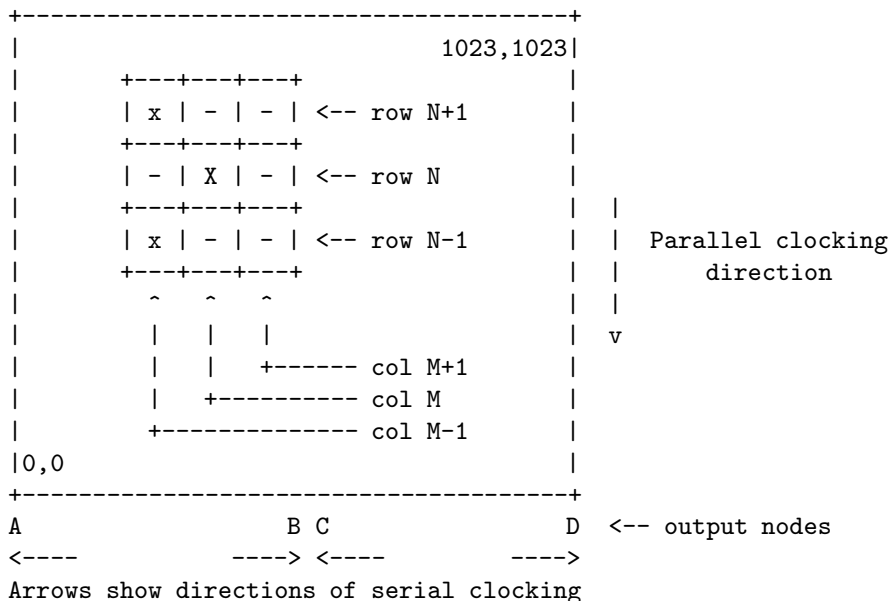 +---------------------------------------+
|                              1023,1023|
|       +---+---+---+                   |
|       | x | - | - | <-- row N+1       |
|       +---+---+---+                   |
|       | - | X | - | <-- row N         |
|       +---+---+---+                   |  |
|       | x | - | - | <-- row N-1       |  |  Parallel clocking
|       +---+---+---+                   |  |      direction
|         ^   ^   ^                     |  |
|         |   |   |                     |  v
|         |   |   +------ col M+1       |
|         |   +---------- col M         |
|         +-------------- col M-1       |
|0,0                                    |
+---------------------------------------+
A                   B C                 D  <-- output nodes
<----          ----> <----          ---->
Arrows show directions of serial clocking